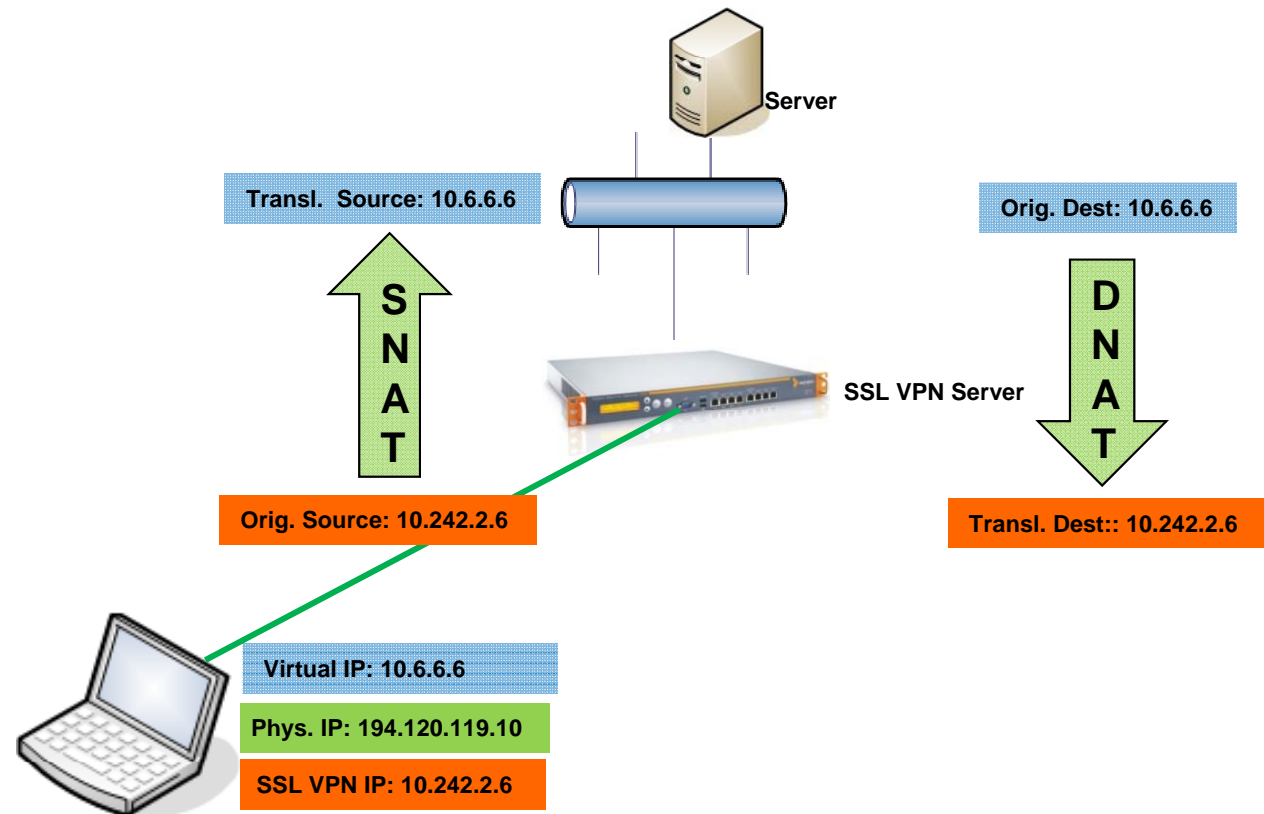 Server
Transl. Source: 10.6.6.6
Orig. Dest: 10.6.6.6
S
N
A
T
D
N
A
T
SSL VPN Server
Orig. Source: 10.242.2.6
Transl. Dest:: 10.242.2.6
Virtual IP: 10.6.6.6
Phys. IP: 194.120.119.10
SSL VPN IP: 10.242.2.6